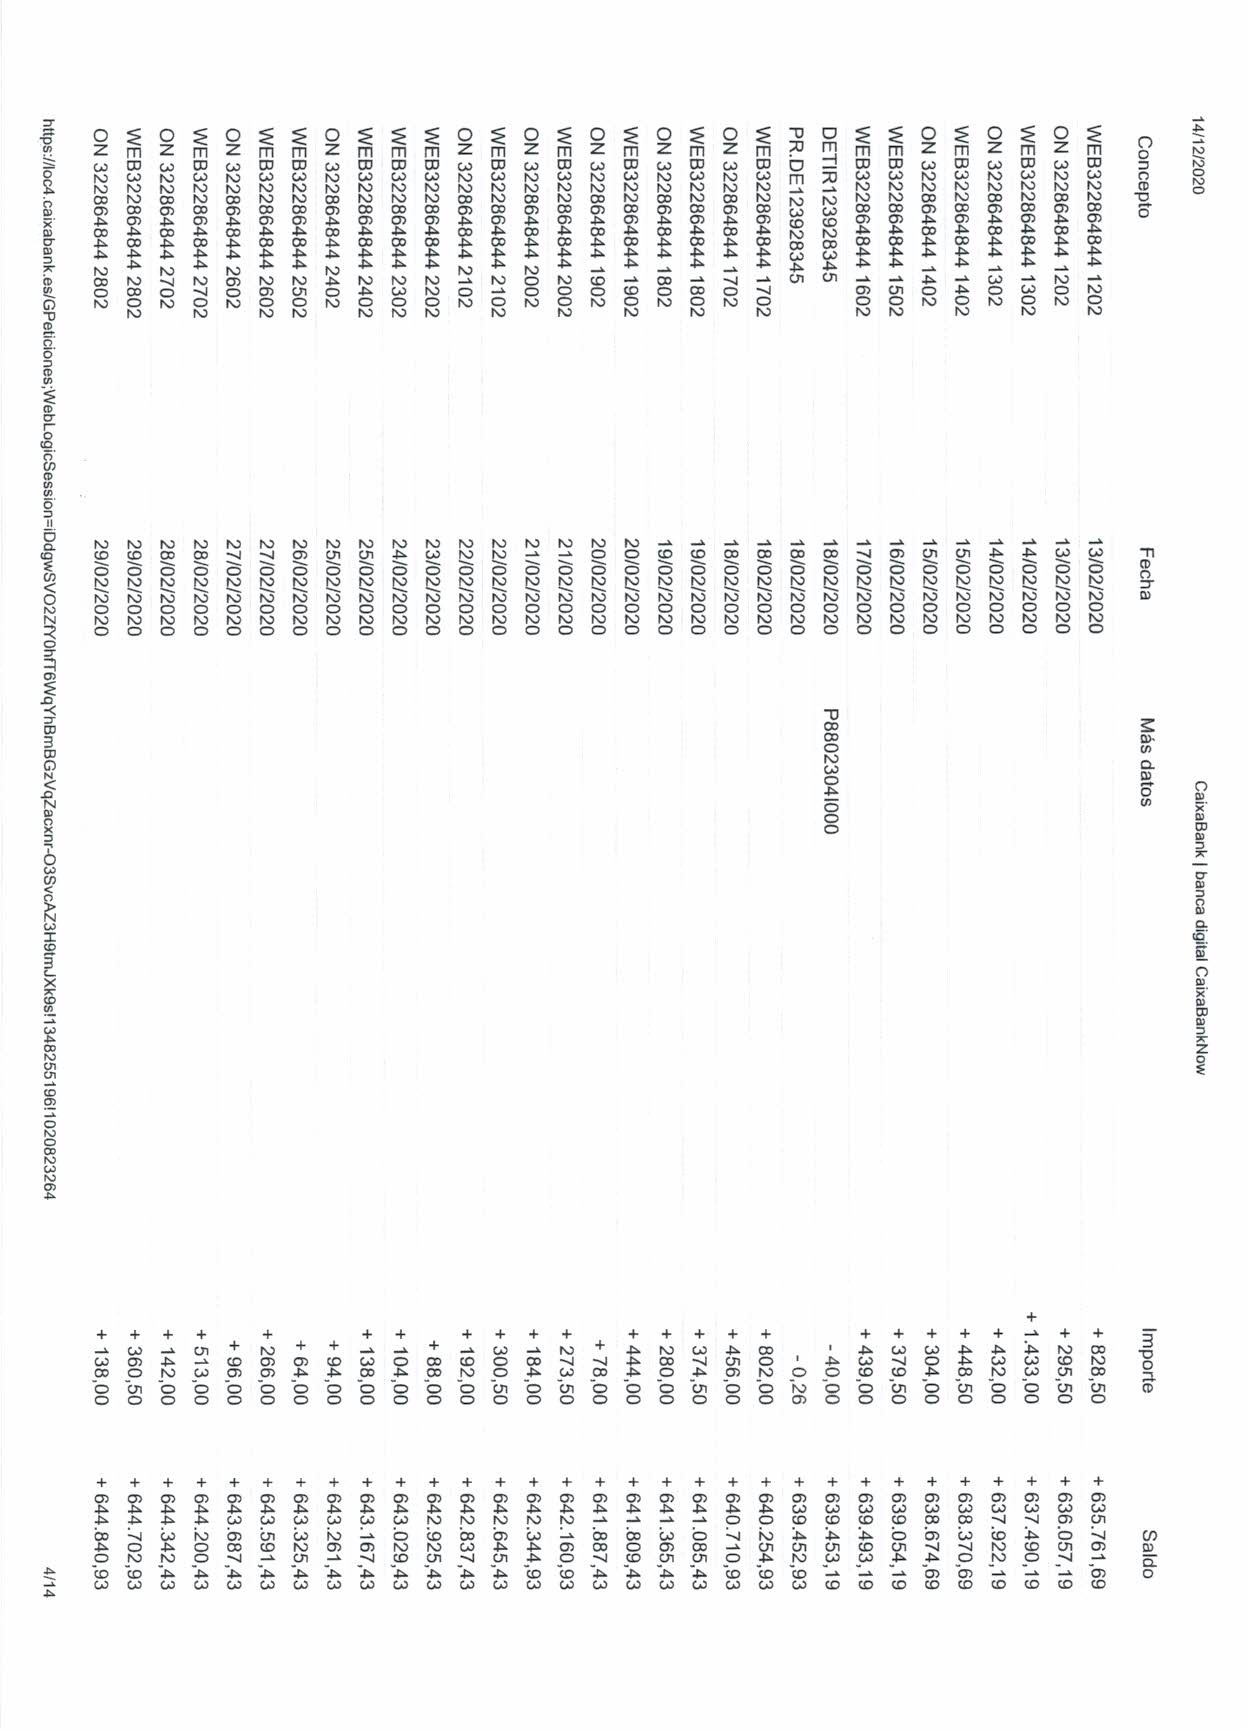 14/12/2020 CaixaBank | banca digital CaixaBankNow
Concepto Fecha Más datos Importe Saldo
WEB322864844 1202 13/02/2020 + 828,50 + 635.761,69
ON 322864844 1202 13/02/2020 + 295,50 + 636.057,19
WEB322864844 1302 14/02/2020 + 1.433,00 + 637.490,19
ON 322864844 1302 14/02/2020 + 432,00 + 637.922,19
WEB322864844 1402 15/02/2020 + 448,50 + 638.370,69
ON 322864844 1402 15/02/2020 + 304,00 + 638.674,69
WEB322864844 1502 16/02/2020 + 379,50 + 639.054,19
WEB322864844 1602 17/02/2020 + 439,00 + 639.493,19
DETIR123928345 18/02/2020 P8802304I000 - 40,00 + 639.453,19
PR.DE123928345 18/02/2020 - 0,26 + 639.452,93
WEB322864844 1702 18/02/2020 + 802,00 + 640.254,93
ON 322864844 1702 18/02/2020 + 456,00 + 640.710,93
WEB322864844 1802 19/02/2020 + 374,50 + 641.085,43
ON 322864844 1802 19/02/2020 + 280,00 + 641.365,43
WEB322864844 1902 20/02/2020 + 444,00 + 641.809,43
ON 322864844 1902 20/02/2020 + 78,00 + 641.887,43
WEB322864844 2002 21/02/2020 + 273,50 + 642.160,93
ON 322864844 2002 21/02/2020 + 184,00 + 642.344,93
WEB322864844 2102 22/02/2020 + 300,50 + 642.645,43
ON 322864844 2102 22/02/2020 + 192,00 + 642.837,43
WEB322864844 2202 23/02/2020 + 88,00 + 642.925,43
WEB322864844 2302 24/02/2020 + 104,00 + 643.029,43
WEB322864844 2402 25/02/2020 + 138,00 + 643.167,43
ON 322864844 2402 25/02/2020 + 94,00 + 643.261,43
WEB322864844 2502 26/02/2020 + 64,00 + 643.325,43
WEB322864844 2602 27/02/2020 + 266,00 + 643.591,43
ON 322864844 2602 27/02/2020 + 96,00 + 643.687,43
WEB322864844 2702 28/02/2020 + 513,00 + 644.200,43
ON 322864844 2702 28/02/2020 + 142,00 + 644.342,43
WEB322864844 2802 29/02/2020 + 360,50 + 644.702,93
ON 322864844 2802 29/02/2020 + 138,00 + 644.840,93
https://loc4.caixabank.es/GPeticiones;WebLogicSession=iDdgwSVO2ZfY0hfT6WqYhBmBGzVqZacxnr-O3SvcAZ3H9tmJXk9s!1348255196!1020823264 4/14